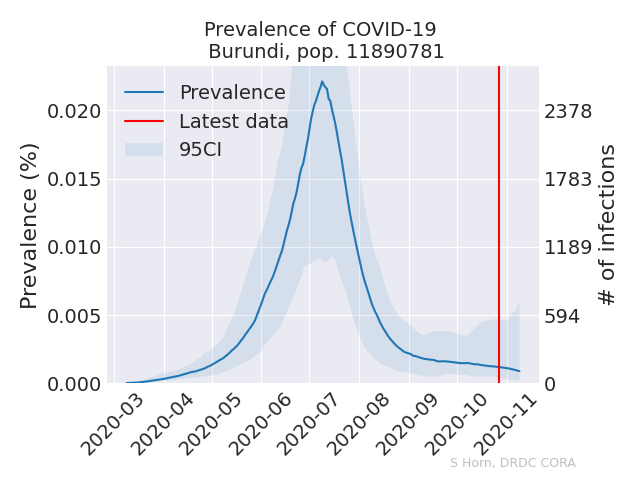 Prevalence of COVID-19
Burundi, pop. 11890781
Prevalence
Latest data
95CI
Prevalence (%)
0.020
0.015
0.010
0.005
0.000
2378
1783
1189
594
0
# of infections
2020-03
2020-04
2020-05
2020-06
2020-07
2020-08
2020-09
2020-10
2020-11
S Horn, DRDC CORA